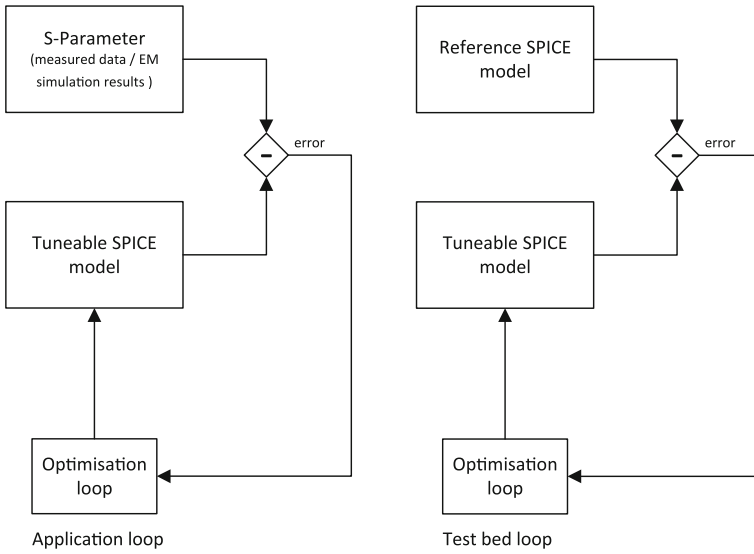 S-Parameter
(measured data / EM
simulation results )
-
error
Tuneable SPICE
model
Optimisation
loop
Application loop
Reference SPICE
model
-
error
Tuneable SPICE
model
Optimisation
loop
Test bed loop